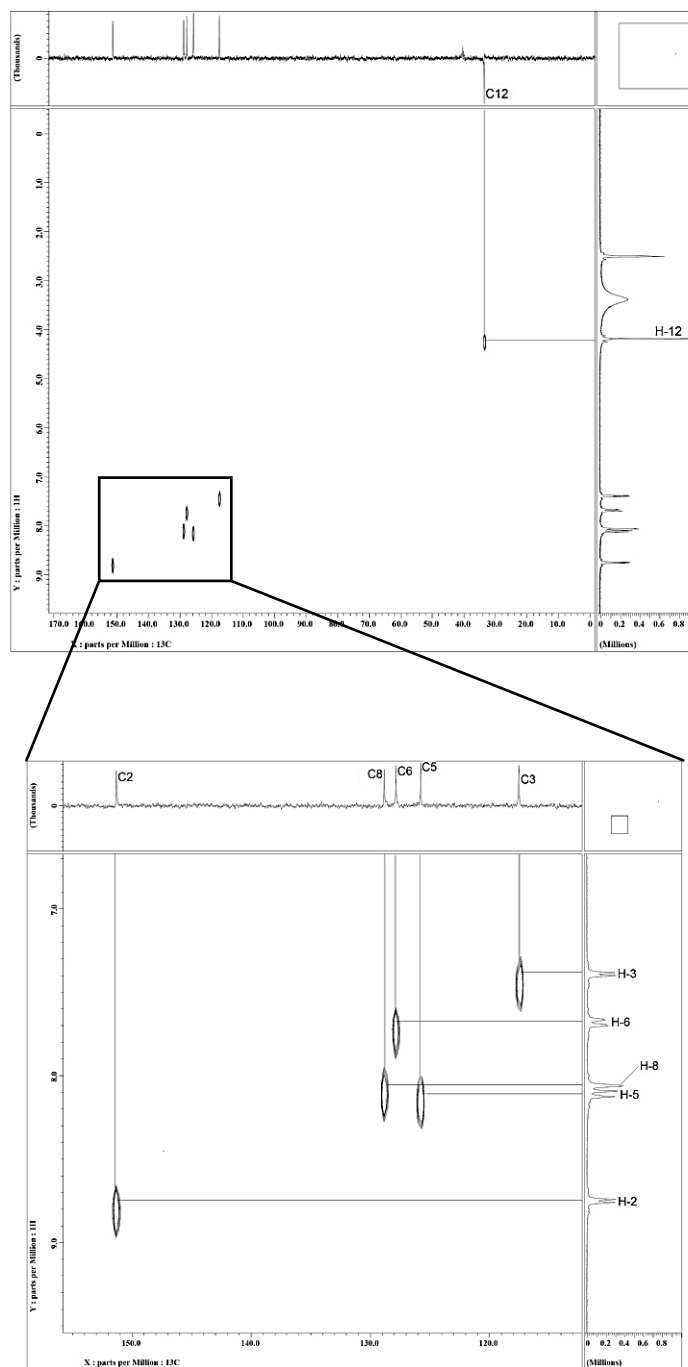 (Thousands)
0
C12
0
1.0
2.0
3.0
4.0
5.0
6.0
7.0
8.0
9.0
Y : parts per Million : 1H
H-12
170.0 160.0 150.0 140.0 130.0 120.0 110.0 100.0 90.0 80.0 70.0 60.0 50.0 40.0 30.0 20.0 10.0 0
X : parts per Million : 13C
0 0.2 0.4 0.6 0.8
(Millions)
(Thousands)
0
C2
C8
C6
C5
C3
7.0
8.0
9.0
Y : parts per Million : 1H
H-3
H-6
H-8
H-5
H-2
150.0 140.0 130.0 120.0
X : parts per Million : 13C
0 0.2 0.4 0.6 0.8
(Millions)